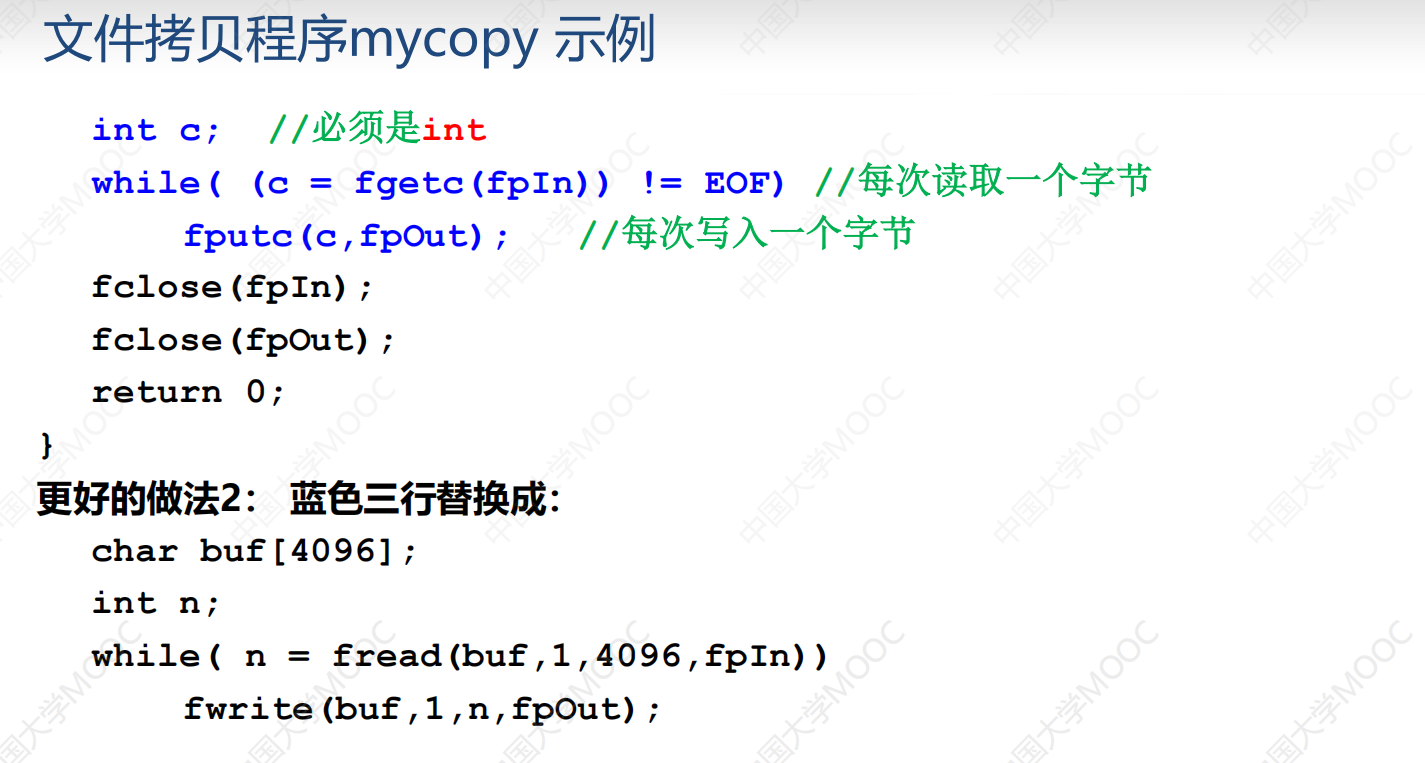 文件拷贝程序mycopy 示例
int c; //必须是int
while( (c = fgetc(fpIn)) != EOF) //每次读取一个字节
fputc(c,fpOut); //每次写入一个字节
fclose(fpIn);
fclose(fpOut);
return 0;
}
更好的做法2： 蓝色三行替换成：
char buf[4096];
int n;
while( n = fread(buf,1,4096,fpIn))
fwrite(buf,1,n,fpOut);
中国大学MOOC